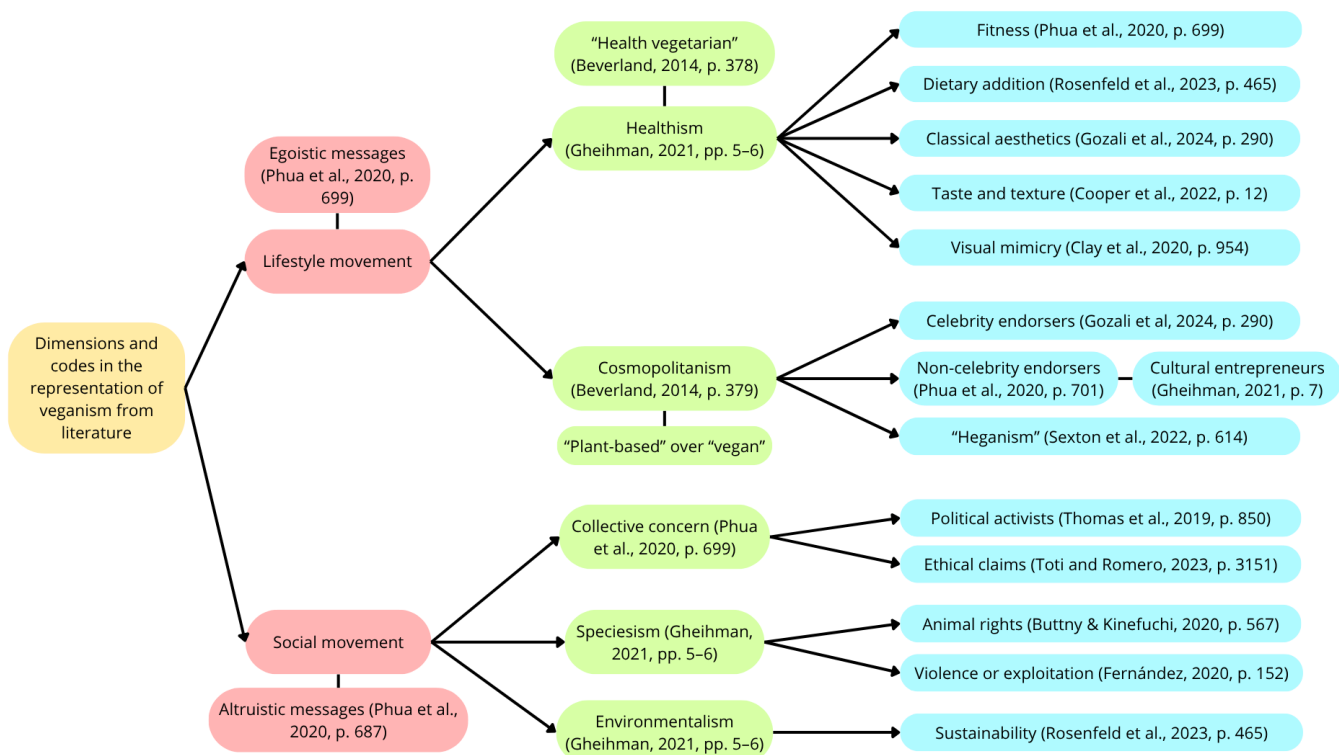 Dimensions and
codes in the
representation of
veganism from
literature
Egoistic messages
(Phua et al., 2020, p.
699)
Lifestyle movement
“Health vegetarian”
(Beverland, 2014, p. 378)
Healthism
(Gheihman, 2021, pp. 5–6)
Fitness (Phua et al., 2020, p. 699)
Dietary addition (Rosenfeld et al., 2023, p. 465)
Classical aesthetics (Gozali et al., 2024, p. 290)
Taste and texture (Cooper et al., 2022, p. 12)
Visual mimicry (Clay et al., 2020, p. 954)
Cosmopolitanism
(Beverland, 2014, p. 379)
“Plant-based” over “vegan”
Celebrity endorsers (Gozali et al, 2024, p. 290)
Non-celebrity endorsers
(Phua et al., 2020, p. 701)
Cultural entrepreneurs
(Gheihman, 2021, p. 7)
“Heganism” (Sexton et al., 2022, p. 614)
Social movement
Altruistic messages (Phua et al.,
2020, p. 687)
Collective concern (Phua
et al., 2020, p. 699)
Political activists (Thomas et al., 2019, p. 850)
Ethical claims (Toti and Romero, 2023, p. 3151)
Speciesism (Gheihman,
2021, pp. 5–6)
Animal rights (Buttny & Kinefuchi, 2020, p. 567)
Violence or exploitation (Fernández, 2020, p. 152)
Environmentalism
(Gheihman, 2021, pp. 5–6)
Sustainability (Rosenfeld et al., 2023, p. 465)